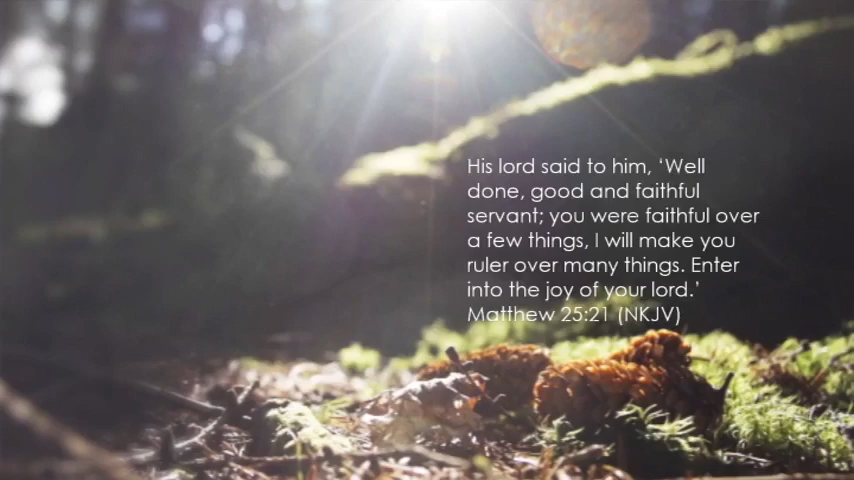 His lord said to him, ‘Well
done, good and faithful
servant; you were faithful over
a few things, I will make you
ruler over many things. Enter
into the joy of your lord.’
Matthew 25:21 (NKJV)